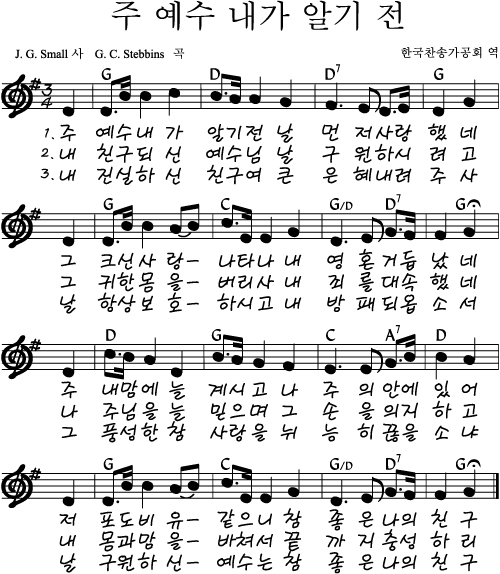 주 예수 내가 알기 전
J. G. Small 사 G. C. Stebbins 곡 한국찬송가공회 역
G D D7 G
3 4
1. 주 예수내 가 알기전 날 먼 저사랑 했 네
2. 내 친구되 신 예수님 날 구 원하시 려 고
3. 내 진실하 신 친구여 큰 은 혜내려 주 사
G C G/D D7 G
그 크신사 랑- 나타나 내 영 혼거듭 났 네
그 귀한몸 을- 버리사 내 죄 를대속 했 네
날 항상보 호- 하시고 내 방 패되옵 소 서
D G C A7 D
주 내맘에 늘 계시고 나 주 의안에 있 어
나 주님을 늘 믿으며 그 손 을의지 하 고
그 풍성한 참 사랑을 뉘 능 히끊을 소 냐
G C G/D D7 G
저 포도비 유- 같으니 참 좋 은나의 친 구
내 몸과맘 을- 바쳐서 끝 까 지충성 하 리
날 구원하 신- 예수는 참 좋 은나의 친 구